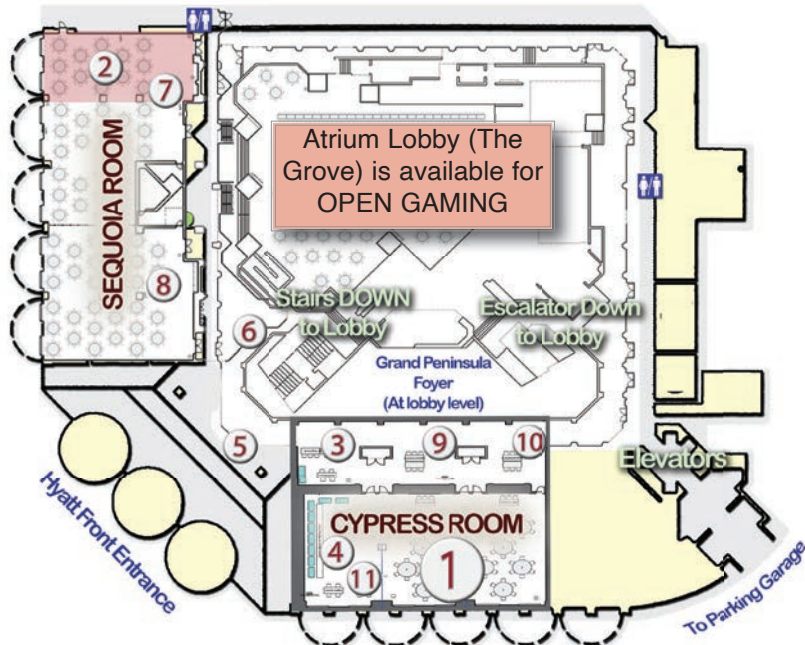 2
7
SEQUOIA ROOM
8
Atrium Lobby (The
Grove) is available for
OPEN GAMING
Stairs DOWN
to Lobby
Escalator Down
to Lobby
6
Grand Peninsula
Foyer
(At lobby level)
5
3
9
10
Elevators
CYPRESS ROOM
4
11
1
Hyatt Front Entrance
To Parking Garage